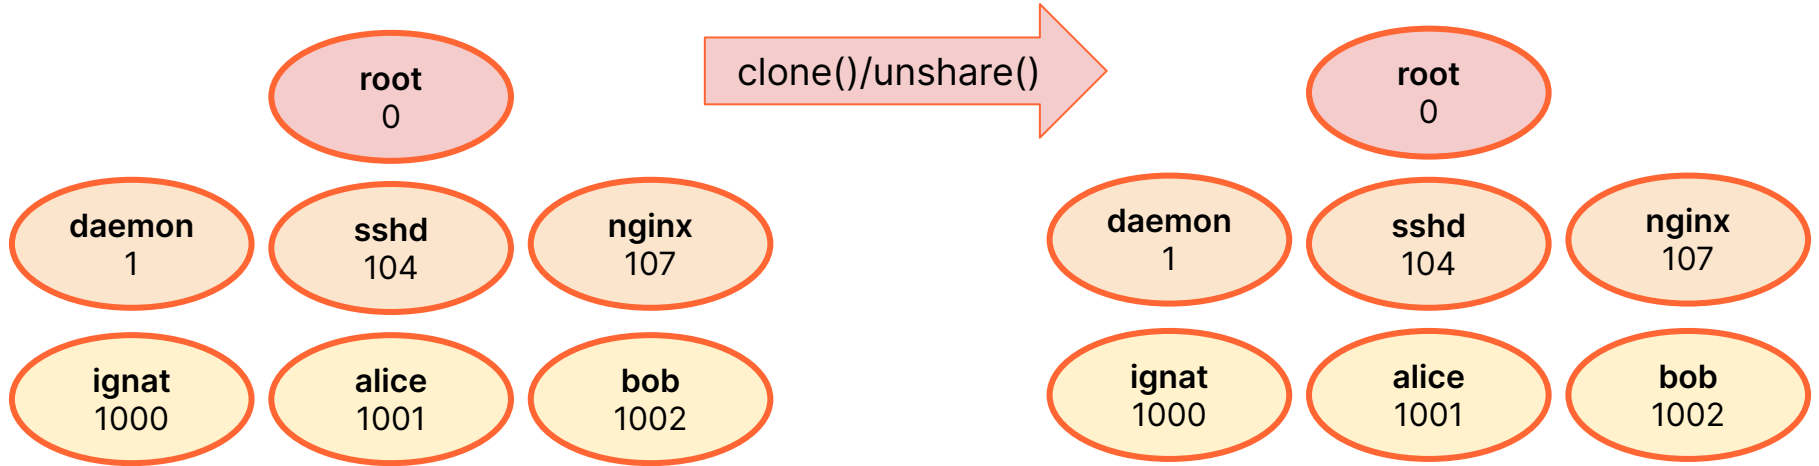 root
0
daemon
1
sshd
104
nginx
107
ignat
1000
alice
1001
bob
1002
clone()/unshare()
root
0
daemon
1
sshd
104
nginx
107
ignat
1000
alice
1001
bob
1002